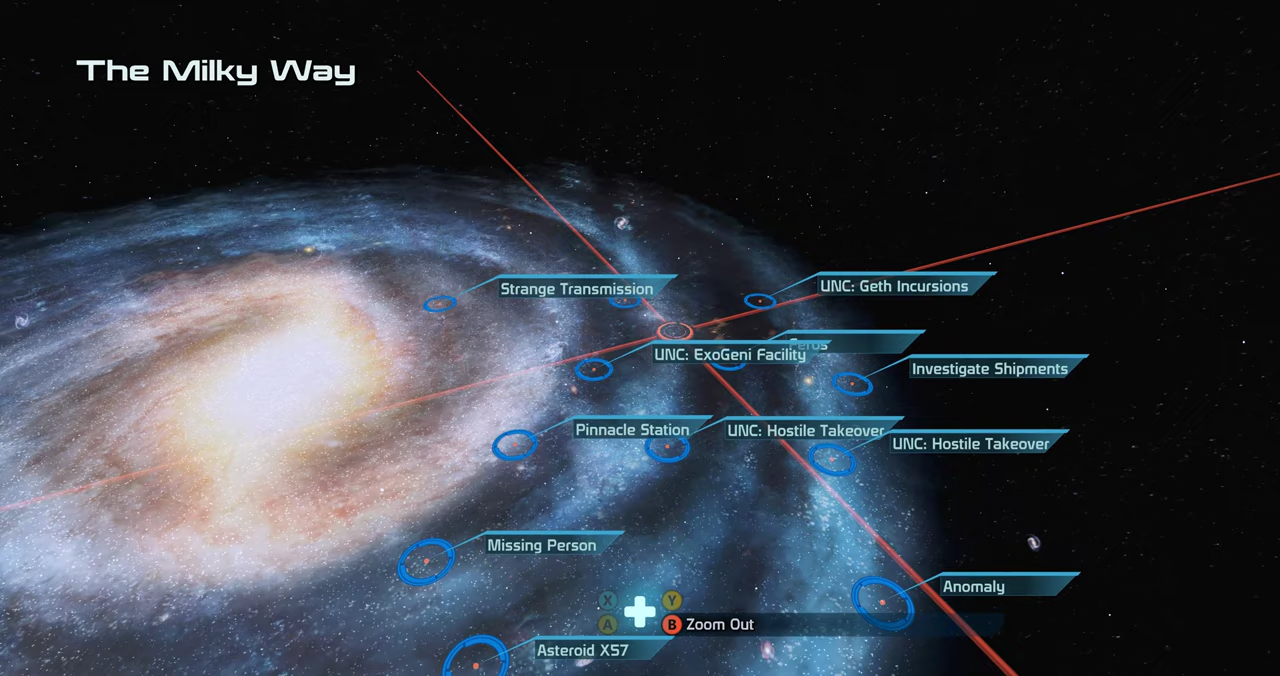 The Milky Way
Strange Transmission
UNC: Geth Incursions
Feros
UNC: ExoGeni Facility
Investigate Shipments
Pinnacle Station
UNC: Hostile Takeover
UNC: Hostile Takeover
Missing Person
Anomaly
X
Y
A
B Zoom Out
Asteroid X57